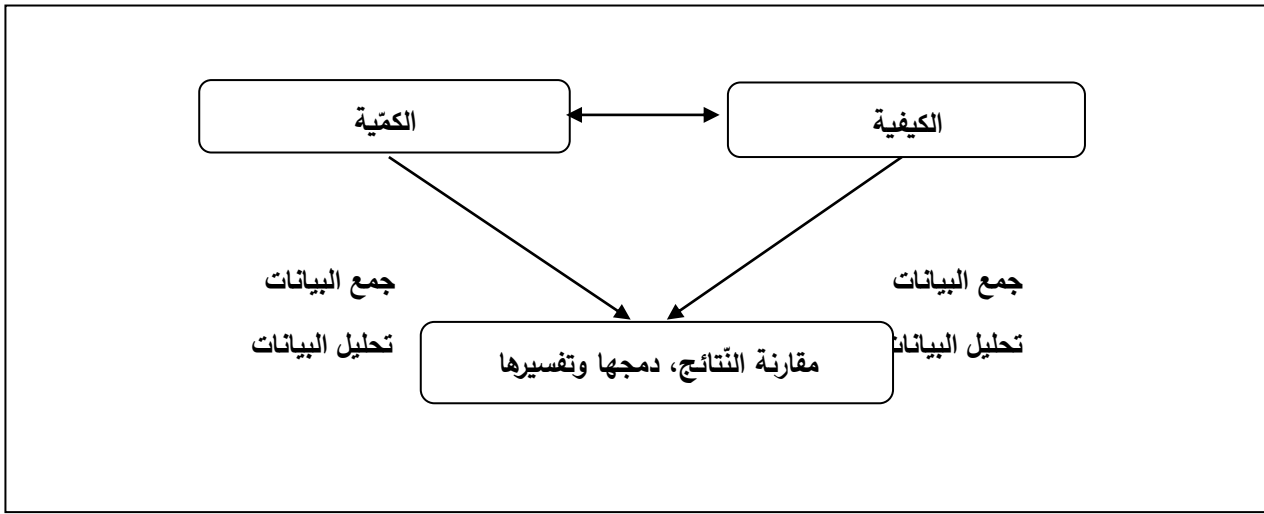 الكيفية
الكمّية
جمع البيانات
جمع البيانات
تحليل البيانات
تحليل البيانات
مقارنة النّتائج، دمجها وتفسيرها